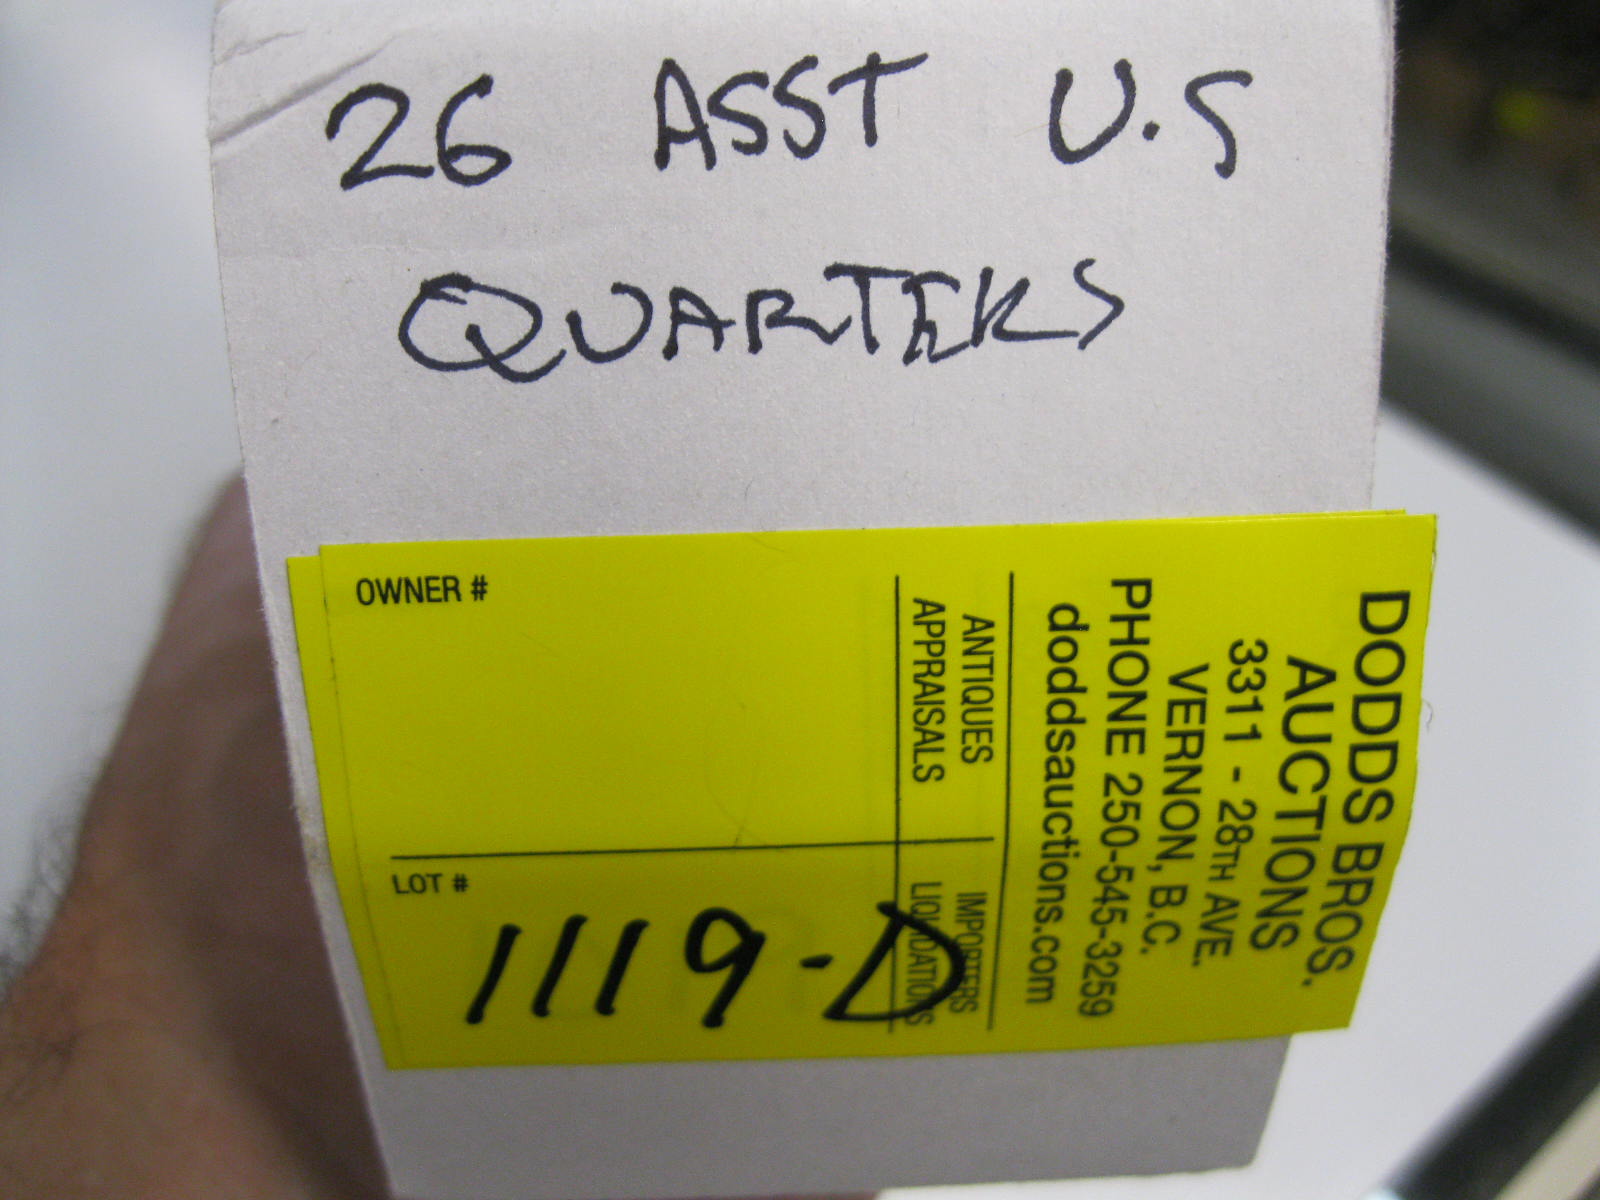 26 ASST U.S
QUARTERS
OWNER #
LOT #
1119-D
DODDS BROS.
AUCTIONS
3311 - 28TH AVE.
VERNON, B.C.
PHONE 250-545-3259
doddsauctions.com
ANTIQUES
APPRAISALS
IMPORTERS
LIQUIDATIONS